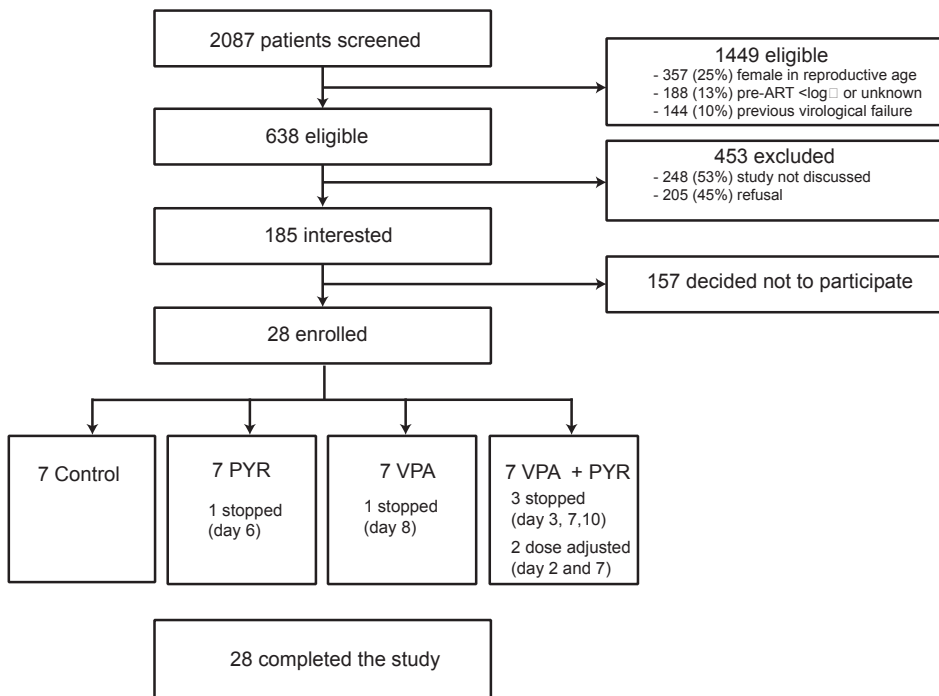 2087 patients screened
1449 eligible
- 357 (25%) female in reproductive age
- 188 (13%) pre-ART <log□ or unknown
- 144 (10%) previous virological failure
638 eligible
453 excluded
- 248 (53%) study not discussed
- 205 (45%) refusal
185 interested
157 decided not to participate
28 enrolled
7 Control
7 PYR
1 stopped
(day 6)
7 VPA
1 stopped
(day 8)
7 VPA + PYR
3 stopped
(day 3, 7,10)
2 dose adjusted
(day 2 and 7)
28 completed the study